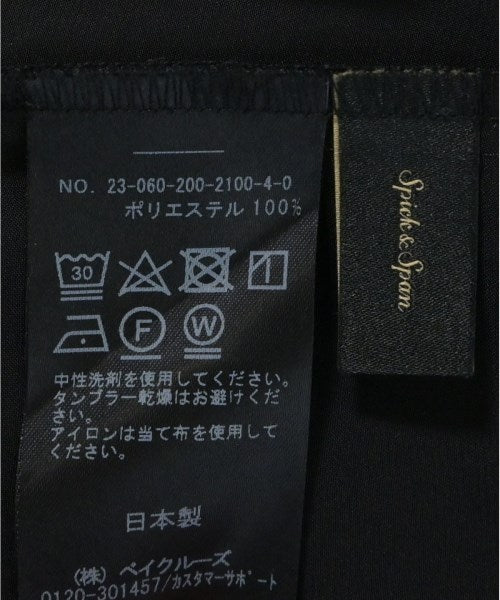 NO. 23-060-200-2100-4-0
ポリエステル 100%
30
F
W
中性洗剤を使用してください。
タンブラー乾燥はお避けくだ
さい。
アイロンは当て布を使用して
ください。
日本製
(株) ベイクルーズ
0120-301457/カスタマーサポート
Spick & Span